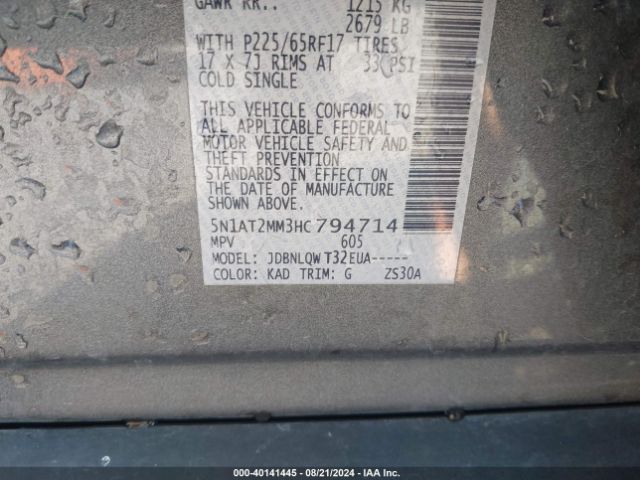 GAWR RR.: 1215 KG
2679 LB
WITH P225/65RF17 TIRES
17 X 7J RIMS AT 33 PSI
COLD SINGLE
THIS VEHICLE CONFORMS TO
ALL APPLICABLE FEDERAL
MOTOR VEHICLE SAFETY AND
THEFT PREVENTION
STANDARDS IN EFFECT ON
THE DATE OF MANUFACTURE
SHOWN ABOVE.
5N1AT2MM3HC794714
MPV 605
MODEL: JDBNLQW T32EUA-----
COLOR: KAD TRIM: G ZS30A
000-40141445 - 08/21/2024 - IAAI.COM